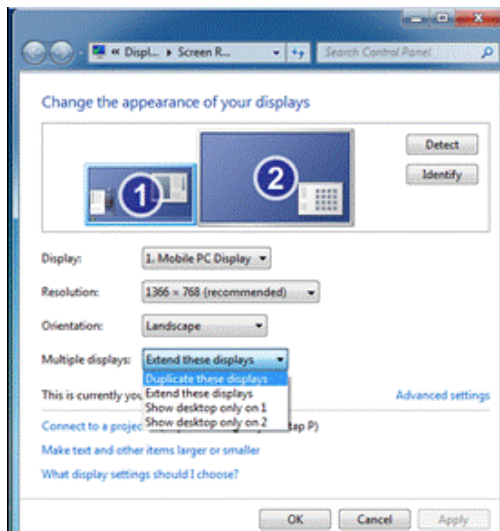 « Displ... ▸ Screen R...
Search Control Panel
Change the appearance of your displays
1
2
Detect
Identify
Display: 1. Mobile PC Display
Resolution: 1366 × 768 (recommended)
Orientation: Landscape
Multiple displays: Extend these displays
Duplicate these displays
Extend these displays
Show desktop only on 1
Show desktop only on 2
This is currently you
Advanced settings
Connect to a projec
tap P)
Make text and other items larger or smaller
What display settings should I choose?
OK Cancel Apply